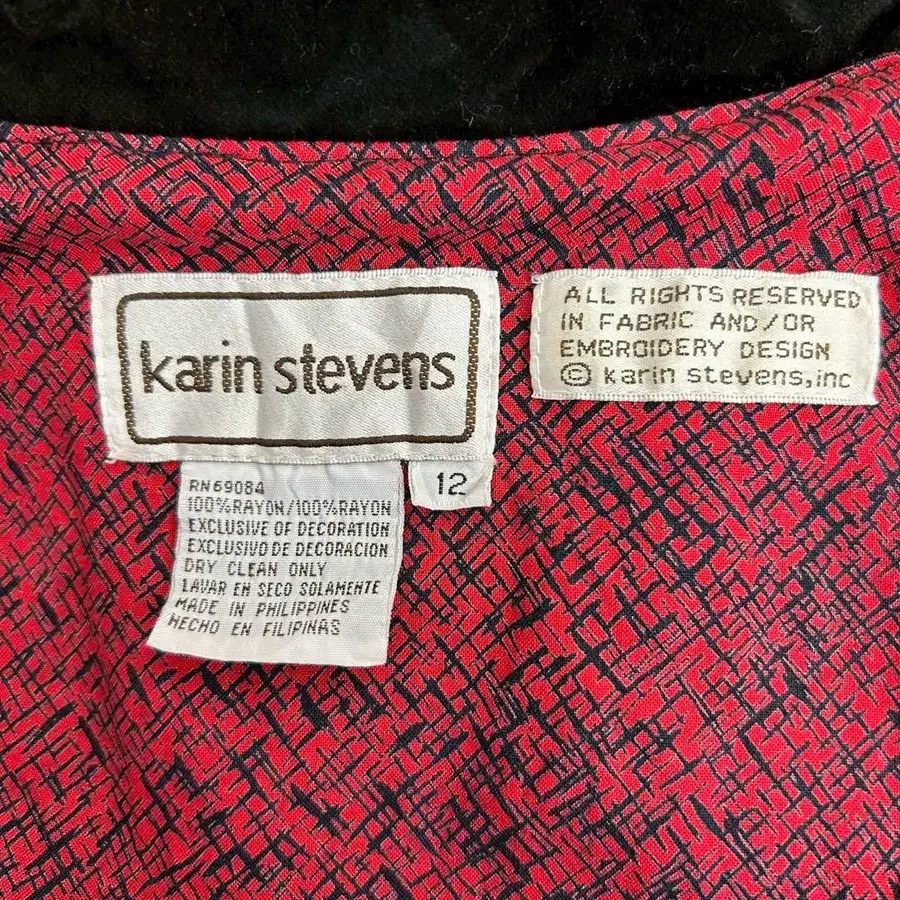 karin stevens
ALL RIGHTS RESERVED
IN FABRIC AND/OR
EMBROIDERY DESIGN
© karin stevens,inc
12
RN69084
100%RAYON/100%RAYON
EXCLUSIVE OF DECORATION
EXCLUSIVO DE DECORACION
DRY CLEAN ONLY
LAVAR EN SECO SOLAMENTE
MADE IN PHILIPPINES
HECHO EN FILIPINAS